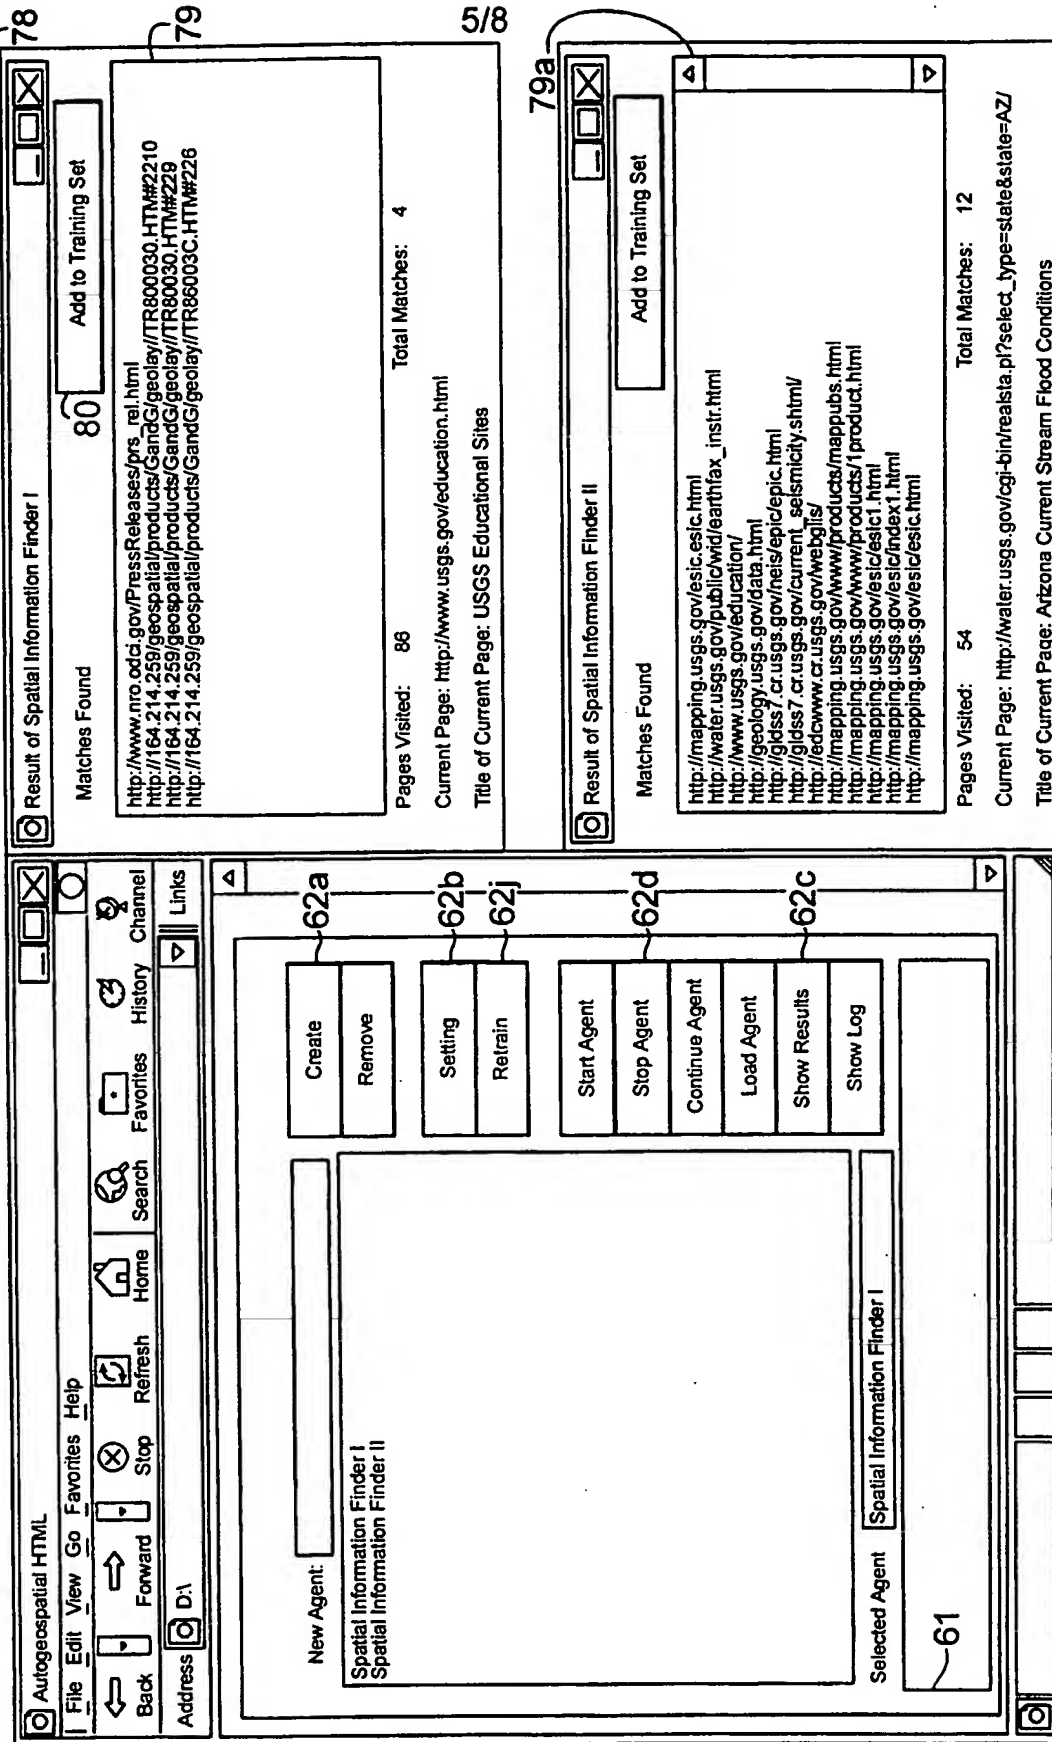 5/8
Autogeospatial HTML
File Edit View Go Favorites Help
Back Forward Stop Refresh Home Search Favorites History Channel
Address D:\ Links
New Agent:
Spatial Information Finder I
Spatial Information Finder II
Selected Agent Spatial Information Finder I
61
Create
Remove
Setting
Retrain
Start Agent
Stop Agent
Continue Agent
Load Agent
Show Results
Show Log
62a
62b
62j
62d
62c
78
Result of Spatial Information Finder I
Matches Found
80
Add to Training Set
79
http://www.nro.odci.gov/PressReleases/prs_rel.html
http://164.214.259/geospatial/products/GandG/geolay//TR80030.HTM#2210
http://164.214.259/geospatial/products/GandG/geolay//TR80030.HTM#229
http://164.214.259/geospatial/products/GandG/geolay//TR86003C.HTM#226
Pages Visited: 86 Total Matches: 4
Current Page: http://www.usgs.gov/education.html
Title of Current Page: USGS Educational Sites
79a
Result of Spatial Information Finder II
Matches Found
Add to Training Set
http://mapping.usgs.gov/esic.esic.html
http://water.usgs.gov/public/wid/earthfax_instr.html
http://www.usgs.gov/education/
http://geology.usgs.gov/data.html
http://gldss7.cr.usgs.gov/neis/epic/epic.html
http://gldss7.cr.usgs.gov/current_seismicity.shtml/
http://edcwww.cr.usgs.gov/webglis/
http://mapping.usgs.gov/www/products/mappubs.html
http://mapping.usgs.gov/www/products/1product.html
http://mapping.usgs.gov/esic/esic1.html
http://mapping.usgs.gov/esic/index1.html
http://mapping.usgs.gov/esic/esic.html
Pages Visited: 54 Total Matches: 12
Current Page: http://water.usgs.gov/cgi-bin/realsta.pl?select_type=state&state=AZ/
Title of Current Page: Arizona Current Stream Flood Conditions